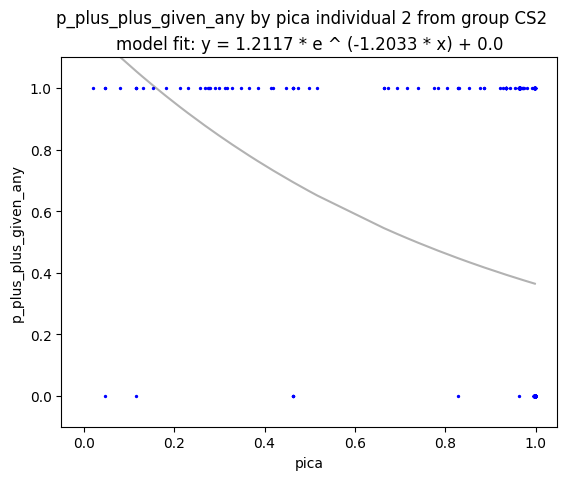 p_plus_plus_given_any by pica individual 2 from group CS2
model fit: y = 1.2117 * e ^ (-1.2033 * x) + 0.0
p_plus_plus_given_any
1.0
0.8
0.6
0.4
0.2
0.0
0.0 0.2 0.4 0.6 0.8 1.0
pica